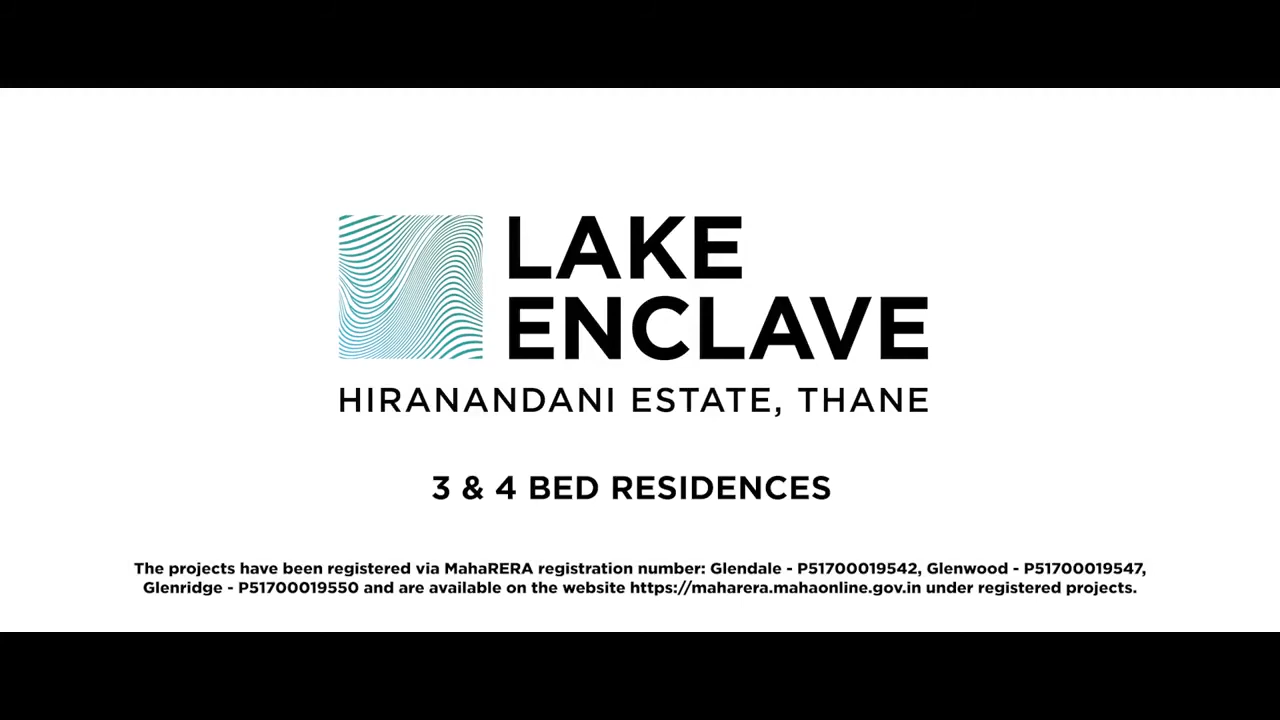 LAKE
ENCLAVE
HIRANANDANI ESTATE, THANE
3 & 4 BED RESIDENCES
The projects have been registered via MahaRERA registration number: Glendale - P51700019542, Glenwood - P51700019547,
Glenridge - P51700019550 and are available on the website https://maharera.mahaonline.gov.in under registered projects.